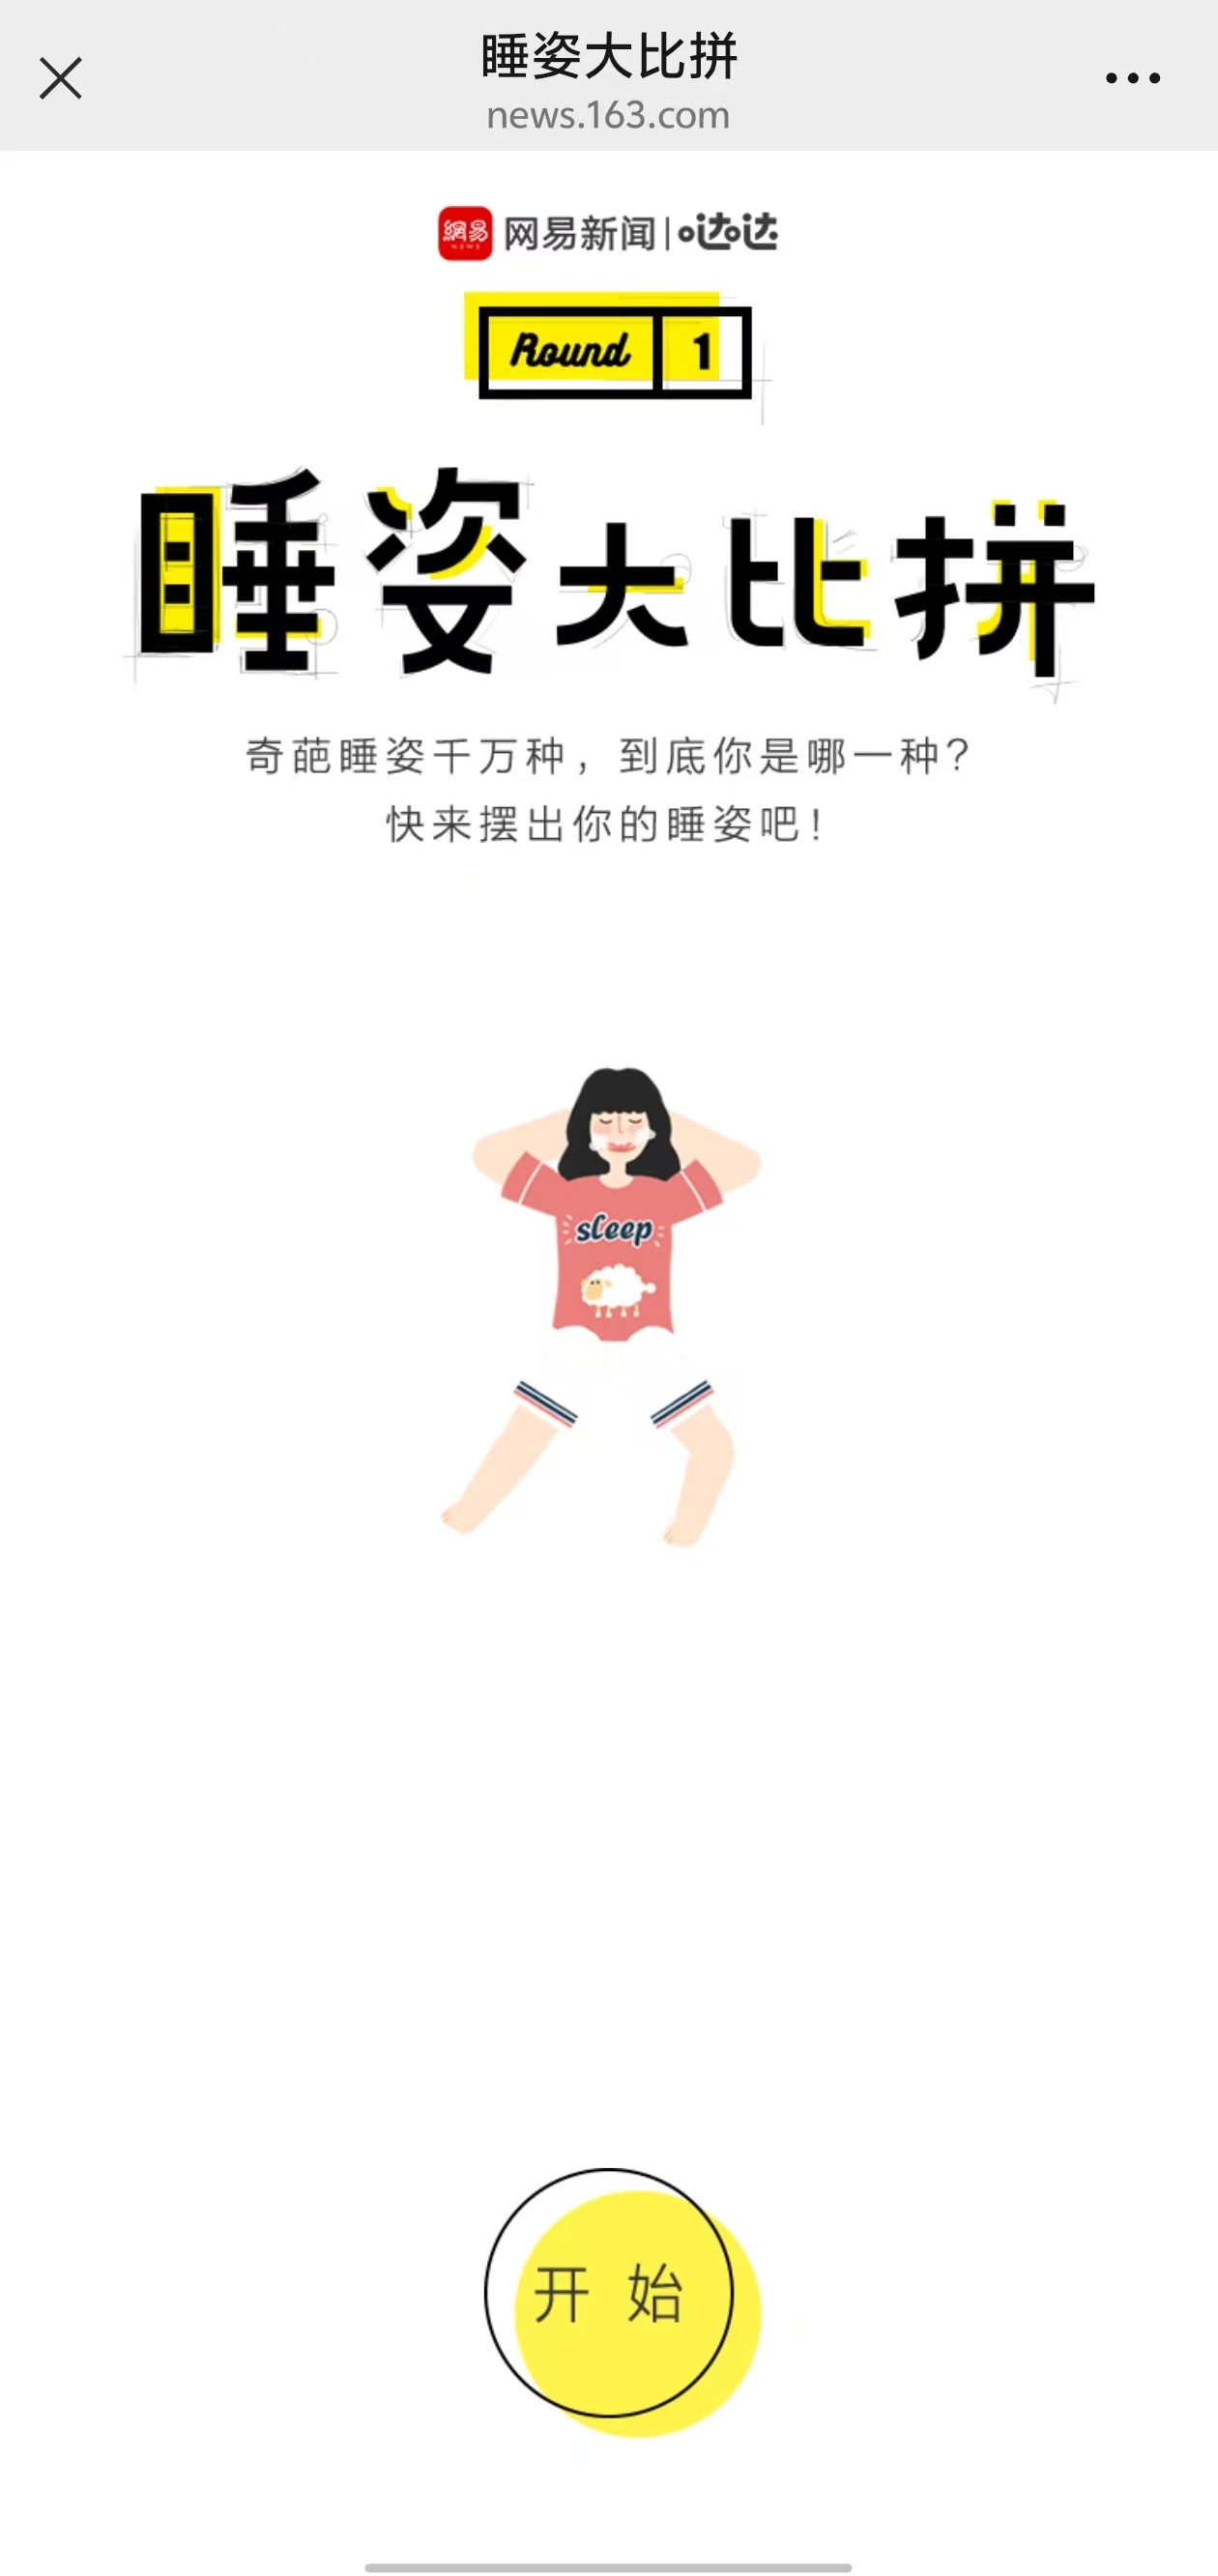 睡姿大比拼
news.163.com
網易 NEWS 网易新闻|哒哒
Round 1
睡姿大比拼
奇葩睡姿千万种，到底你是哪一种？
快来摆出你的睡姿吧！
sleep
开始